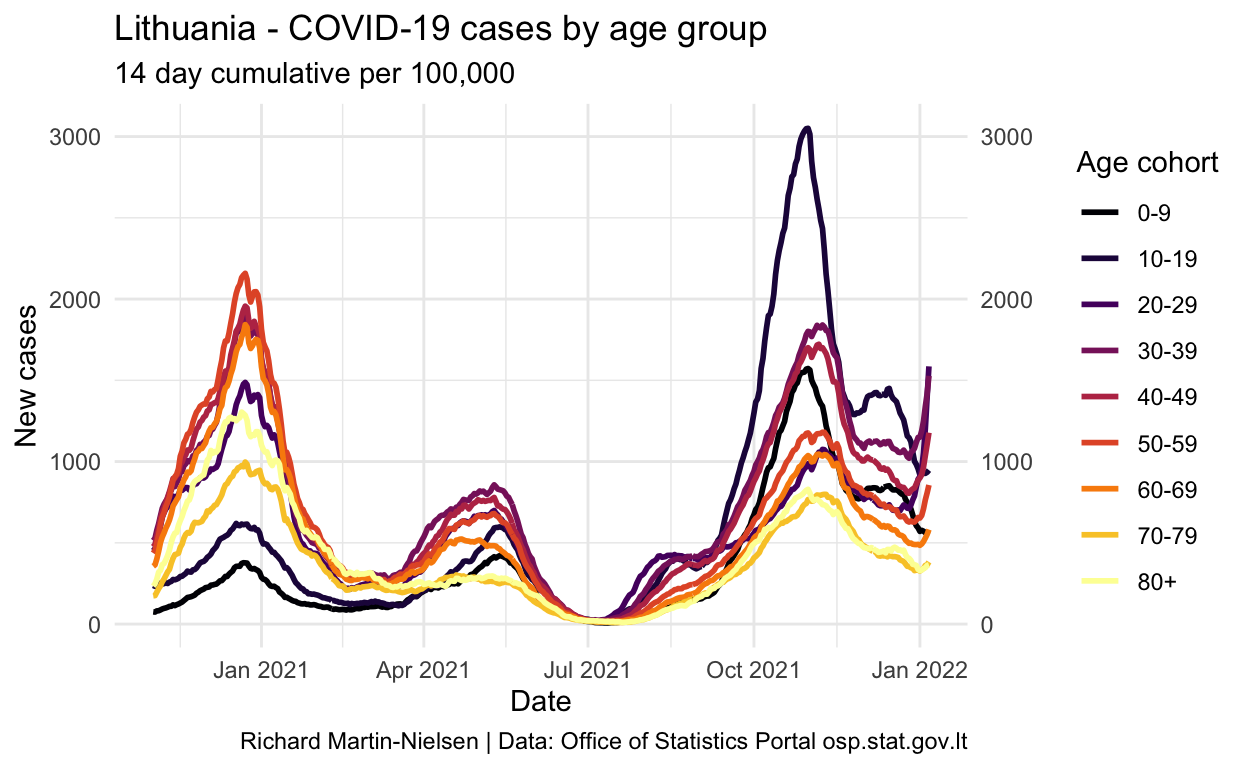 Lithuania - COVID-19 cases by age group
14 day cumulative per 100,000
New cases
3000
2000
1000
0
3000
2000
1000
0
Jan 2021
Apr 2021
Jul 2021
Oct 2021
Jan 2022
Date
Age cohort
0-9
10-19
20-29
30-39
40-49
50-59
60-69
70-79
80+
Richard Martin-Nielsen | Data: Office of Statistics Portal osp.stat.gov.lt